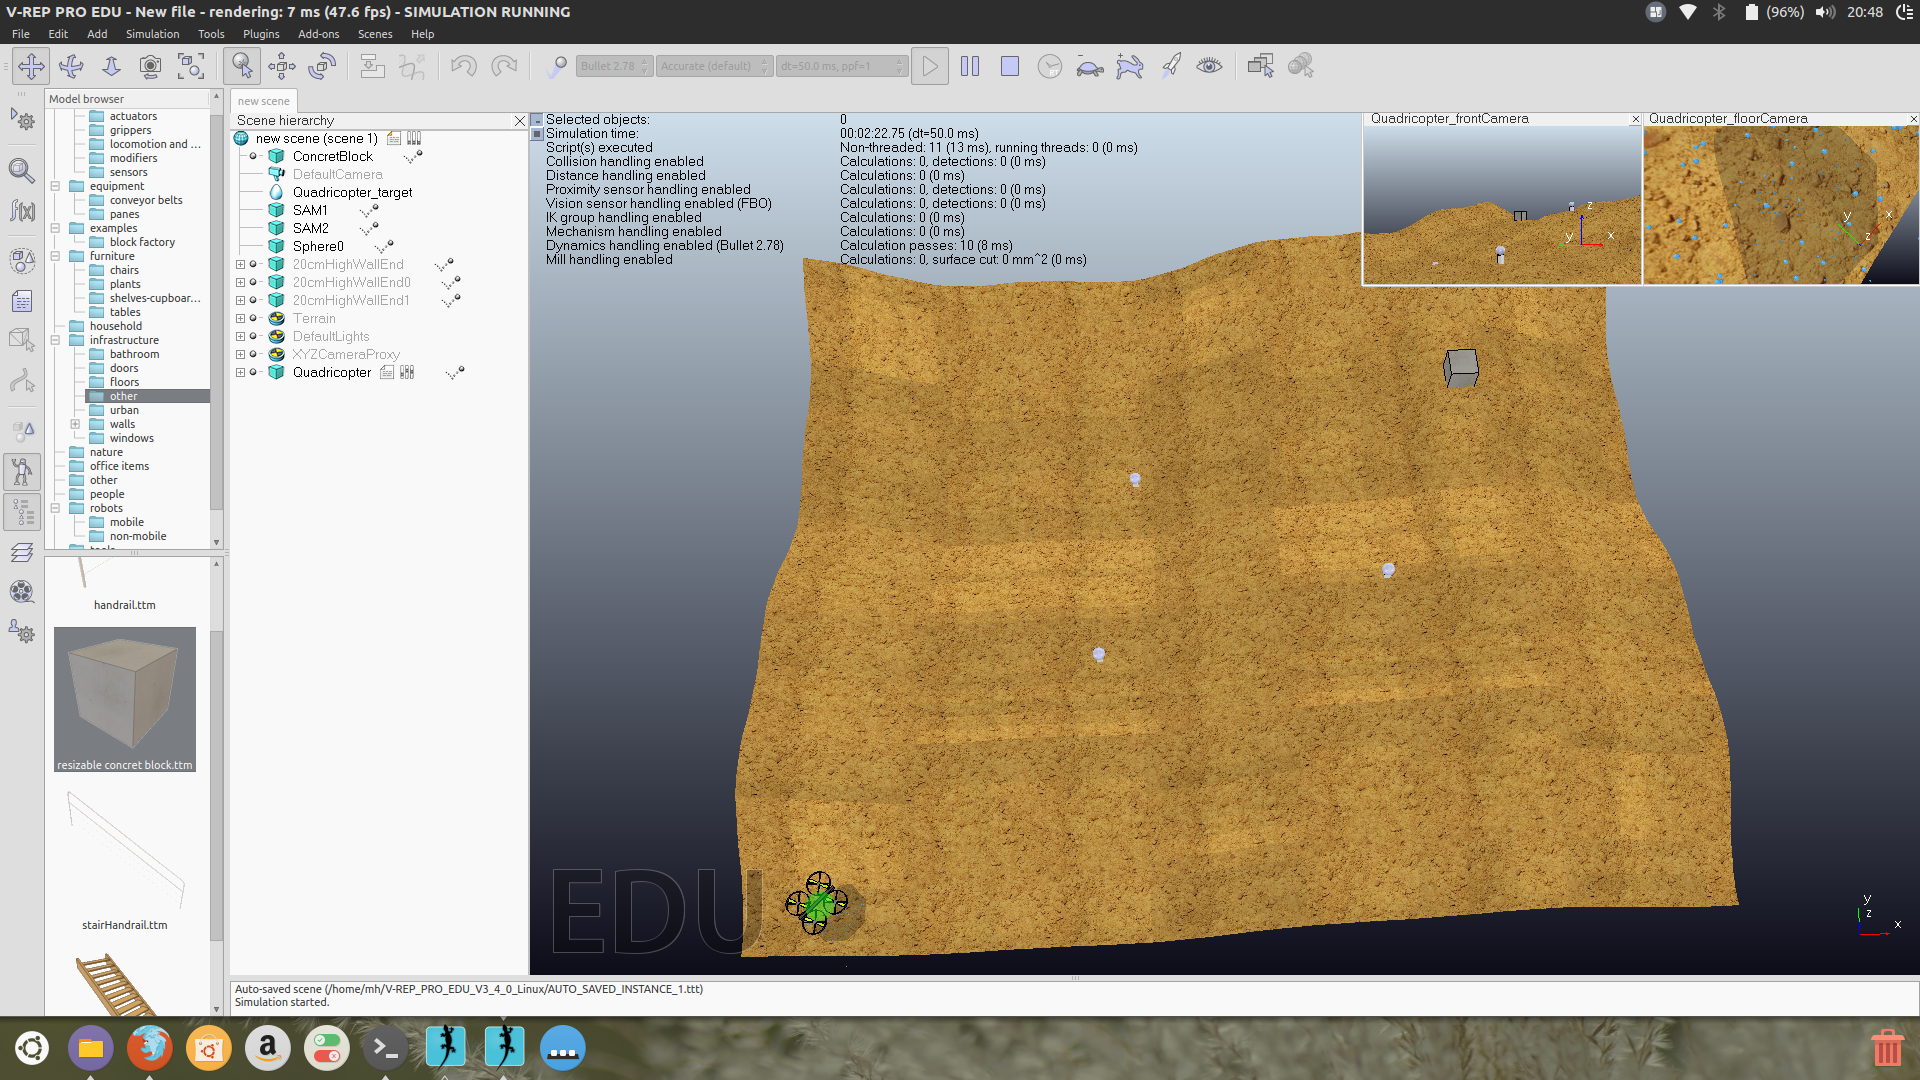 V-REP PRO EDU - New file - rendering: 7 ms (47.6 fps) - SIMULATION RUNNING
(96%) 20:48
File Edit Add Simulation Tools Plugins Add-ons Scenes Help
Bullet 2.78 Accurate (default) dt=50.0 ms, ppf=1
Model browser
actuators
grippers
locomotion and ...
modifiers
sensors
equipment
conveyor belts
panes
examples
block factory
furniture
chairs
plants
shelves-cupboar...
tables
household
infrastructure
bathroom
doors
floors
other
urban
walls
windows
nature
office items
other
people
robots
mobile
non-mobile
handrail.ttm
resizable concret block.ttm
stairHandrail.ttm
new scene
Scene hierarchy
new scene (scene 1)
ConcretBlock
DefaultCamera
Quadricopter_target
SAM1
SAM2
Sphere0
20cmHighWallEnd
20cmHighWallEnd0
20cmHighWallEnd1
Terrain
DefaultLights
XYZCameraProxy
Quadricopter
Selected objects: 0
Simulation time: 00:02:22.75 (dt=50.0 ms)
Script(s) executed Non-threaded: 11 (13 ms), running threads: 0 (0 ms)
Collision handling enabled Calculations: 0, detections: 0 (0 ms)
Distance handling enabled Calculations: 0 (0 ms)
Proximity sensor handling enabled Calculations: 0, detections: 0 (0 ms)
Vision sensor handling enabled (FBO) Calculations: 0, detections: 0 (0 ms)
IK group handling enabled Calculations: 0 (0 ms)
Mechanism handling enabled Calculations: 0 (0 ms)
Dynamics handling enabled (Bullet 2.78) Calculation passes: 10 (8 ms)
Mill handling enabled Calculations: 0, surface cut: 0 mm^2 (0 ms)
Quadricopter_frontCamera
z
y x
Quadricopter_floorCamera
y x
z
EDU
y
z
x
Auto-saved scene (/home/mh/V-REP_PRO_EDU_V3_4_0_Linux/AUTO_SAVED_INSTANCE_1.ttt)
Simulation started.